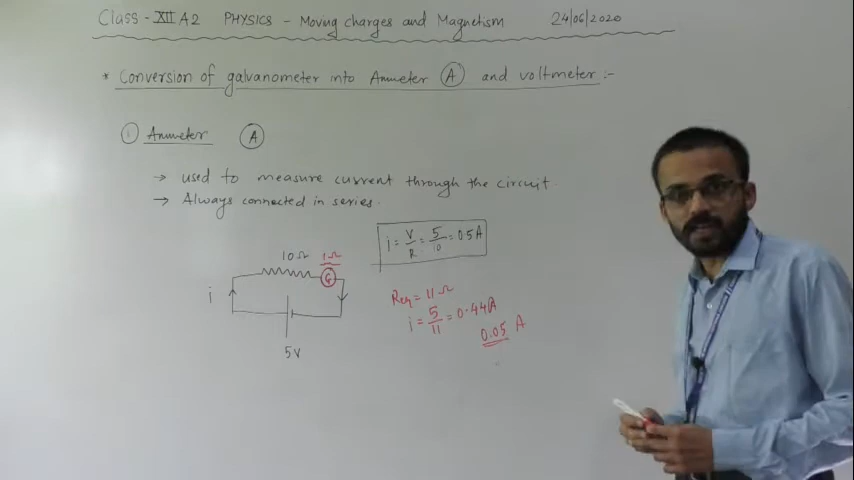 Class - XII A2 PHYSICS - Moving charges and Magnetism 24/06/2020
* Conversion of galvanometer into Ammeter (A) and voltmeter :-
① Ammeter (A)
→ used to measure current through the circuit.
→ Always connected in series.
i = V/R = 5/10 = 0.5A
10Ω 1Ω
G
i
5V
Req = 11 Ω
i = 5/11 = 0.44A
0.05 A